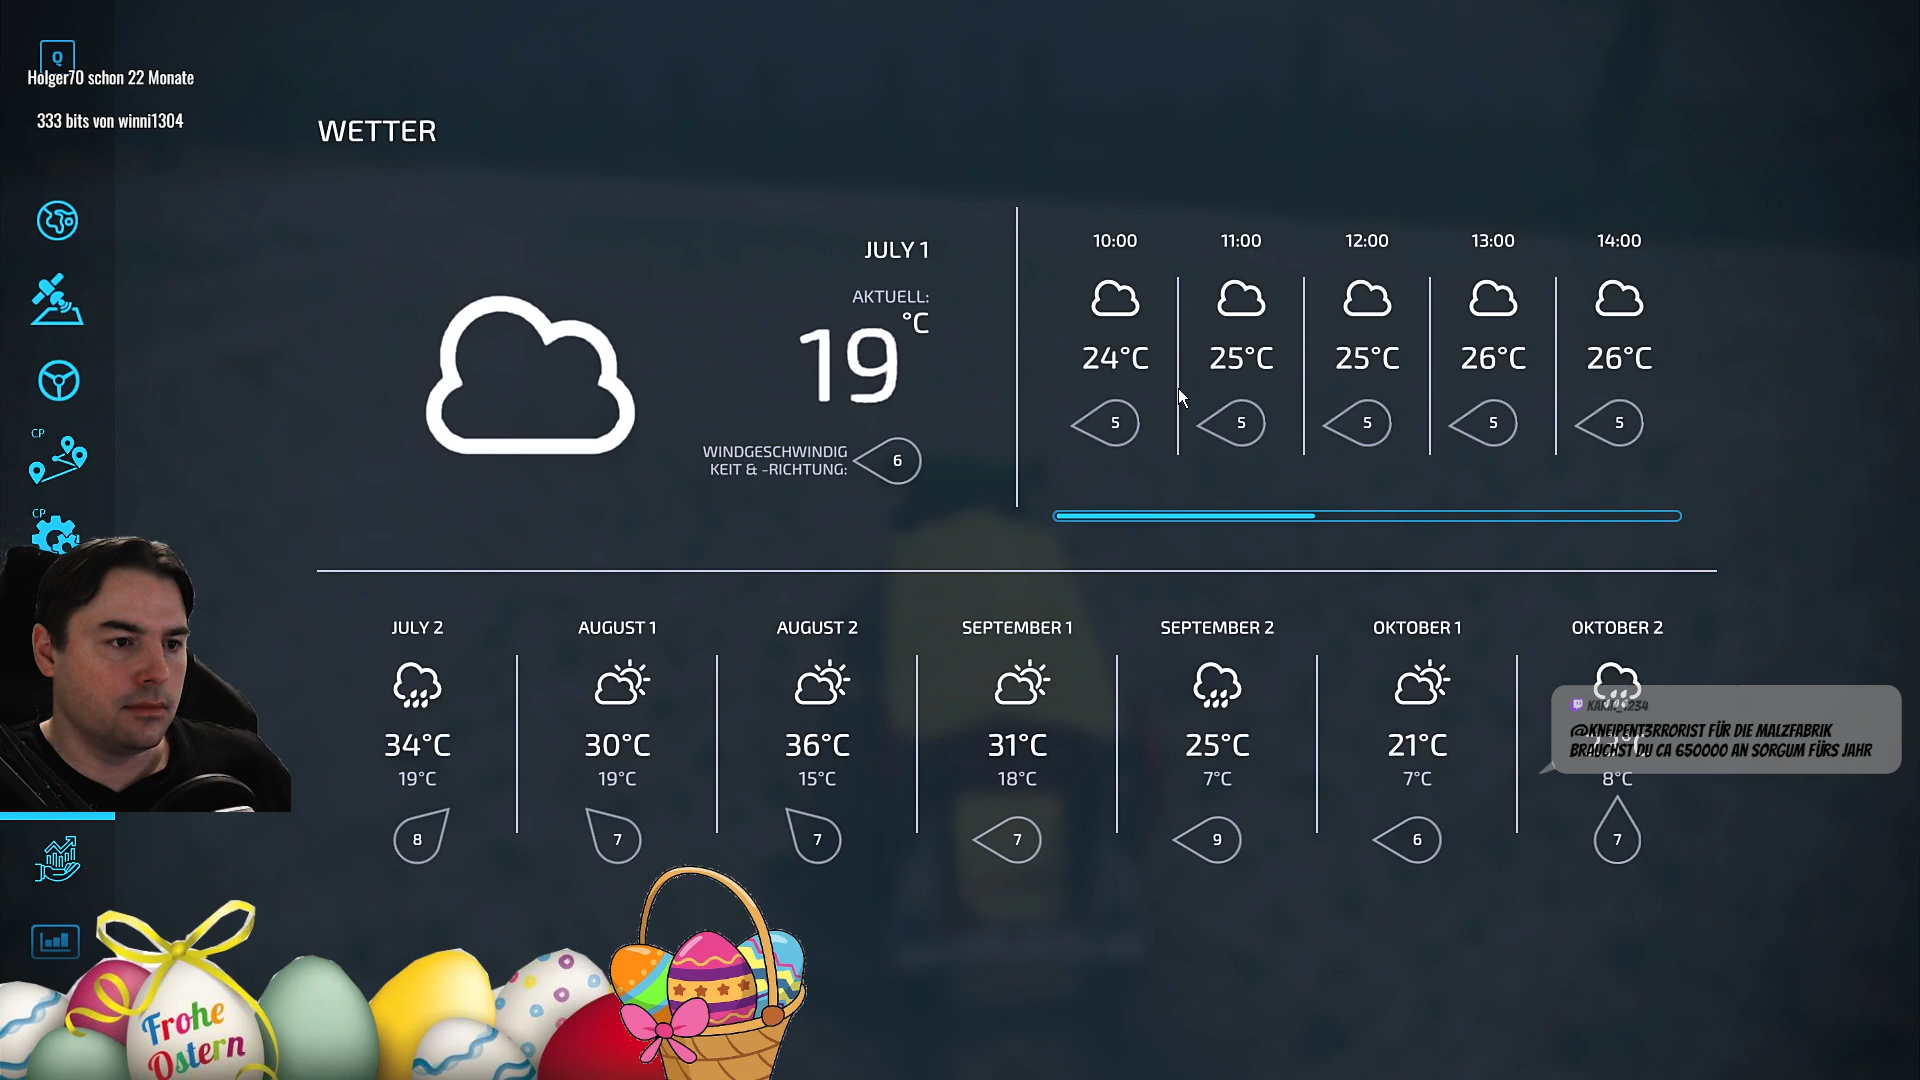 Q
Holger70 schon 22 Monate
333 bits von winni1304
WETTER
JULY 1
AKTUELL:
19 °C
WINDGESCHWINDIG
KEIT & -RICHTUNG:
6
10:00 11:00 12:00 13:00 14:00
24°C 25°C 25°C 26°C 26°C
5 5 5 5 5
CP
CP
JULY 2 AUGUST 1 AUGUST 2 SEPTEMBER 1 SEPTEMBER 2 OKTOBER 1 OKTOBER 2
34°C 30°C 36°C 31°C 25°C 21°C
19°C 19°C 15°C 18°C 7°C 7°C 8°C
8 7 7 7 9 6 7
@KNEIPENT3RRORIST FÜR DIE MALZFABRIK
BRAUCHST DU CA 650000 AN SORGUM FÜRS JAHR
Frohe
Ostern